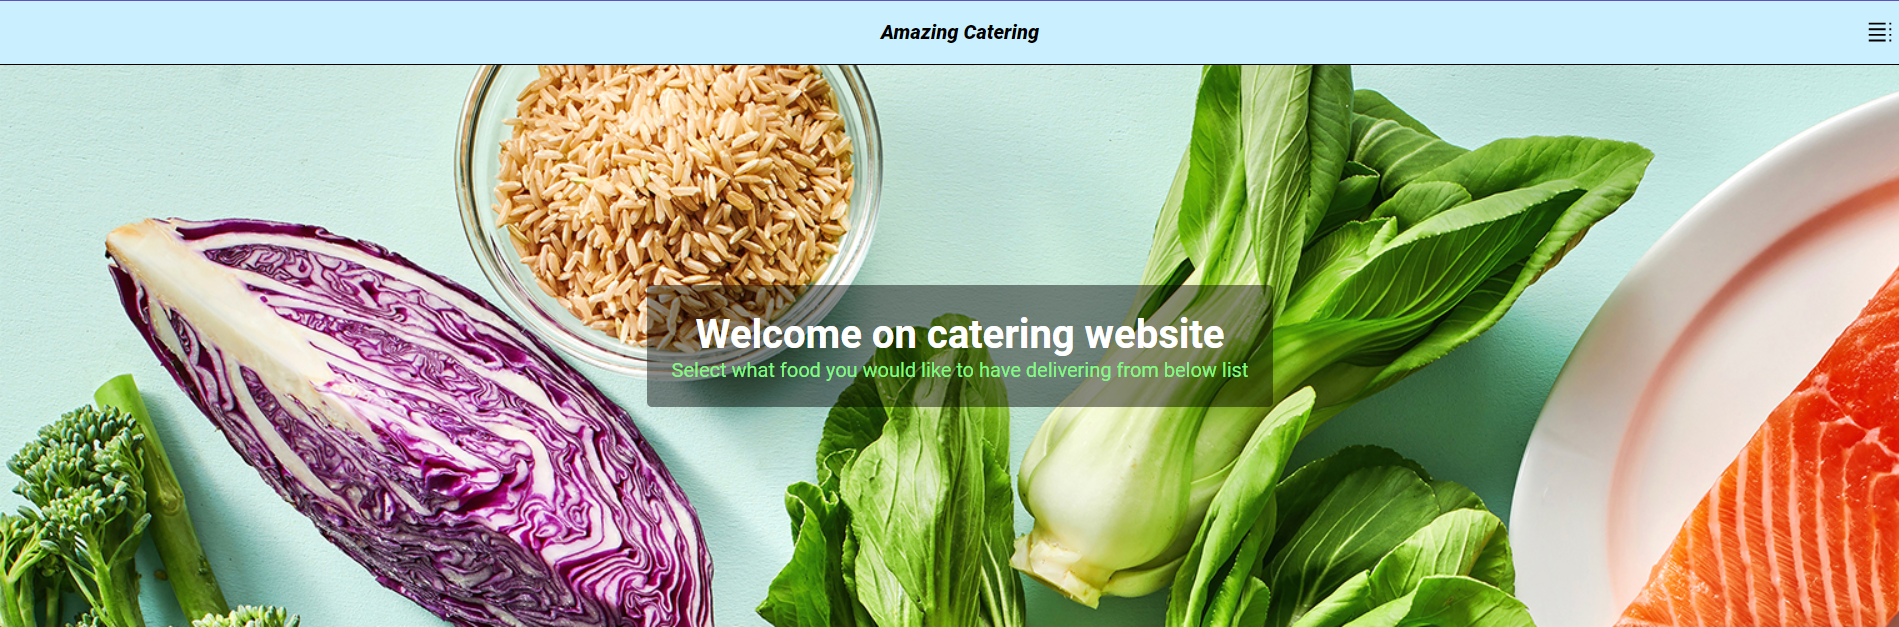 Amazing Catering
Welcome on catering website
Select what food you would like to have delivering from below list